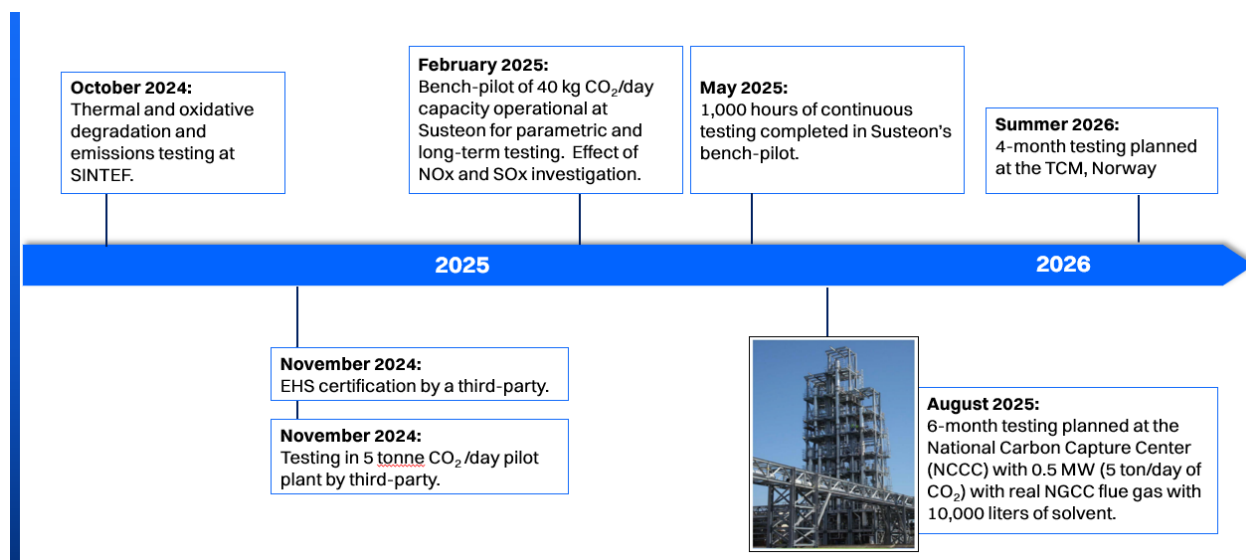 October 2024:
Thermal and oxidative
degradation and
emissions testing at
SINTEF.
February 2025:
Bench-pilot of 40 kg CO₂/day
capacity operational at
Susteon for parametric and
long-term testing.  Effect of
NOx and SOx investigation.
May 2025:
1,000 hours of continuous
testing completed in Susteon's
bench-pilot.
Summer 2026:
4-month testing planned
at the TCM, Norway
2025
2026
November 2024:
EHS certification by a third-party.
November 2024:
Testing in 5 tonne CO₂ /day pilot
plant by third-party.
August 2025:
6-month testing planned at the
National Carbon Capture Center
(NCCC) with 0.5 MW (5 ton/day of
CO₂) with real NGCC flue gas with
10,000 liters of solvent.